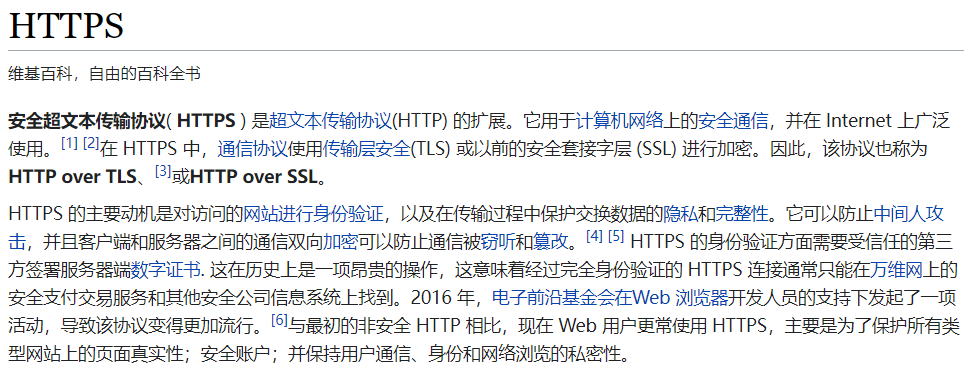 HTTPS
维基百科，自由的百科全书
安全超文本传输协议( HTTPS ) 是超文本传输协议(HTTP) 的扩展。它用于计算机网络上的安全通信，并在 Internet 上广泛
使用。[1] [2]在 HTTPS 中，通信协议使用传输层安全(TLS) 或以前的安全套接字层 (SSL) 进行加密。因此，该协议也称为
HTTP over TLS、[3]或HTTP over SSL。
HTTPS 的主要动机是对访问的网站进行身份验证，以及在传输过程中保护交换数据的隐私和完整性。它可以防止中间人攻
击，并且客户端和服务器之间的通信双向加密可以防止通信被窃听和篡改。[4] [5] HTTPS 的身份验证方面需要受信任的第三
方签署服务器端数字证书. 这在历史上是一项昂贵的操作，这意味着经过完全身份验证的 HTTPS 连接通常只能在万维网上的
安全支付交易服务和其他安全公司信息系统上找到。2016 年，电子前沿基金会在Web 浏览器开发人员的支持下发起了一项
活动，导致该协议变得更加流行。[6]与最初的非安全 HTTP 相比，现在 Web 用户更常使用 HTTPS，主要是为了保护所有类
型网站上的页面真实性；安全账户；并保持用户通信、身份和网络浏览的私密性。